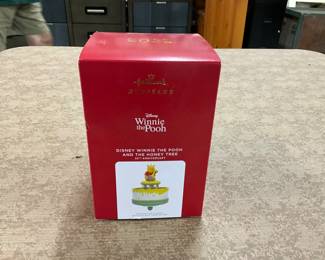 Hallmark
KEEPSAKE
Disney
Winnie
the Pooh
DISNEY WINNIE THE POOH
AND THE HONEY TREE
55TH ANNIVERSARY